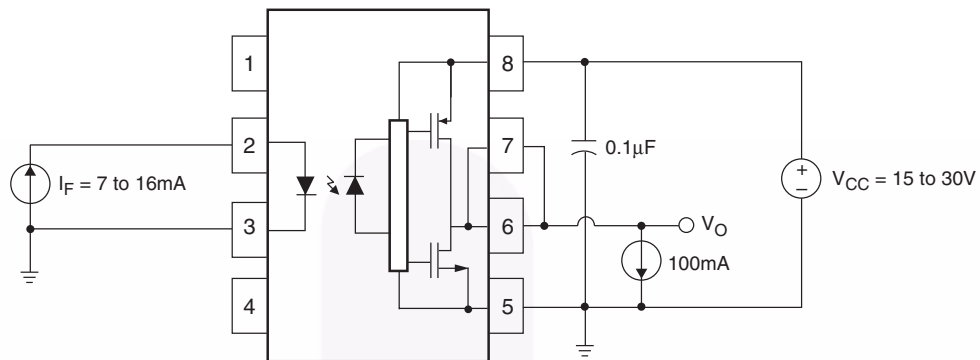 1
8
2
7
0.1μF
I_F = 7 to 16mA
+
–
V_CC = 15 to 30V
3
6
V_O
100mA
4
5